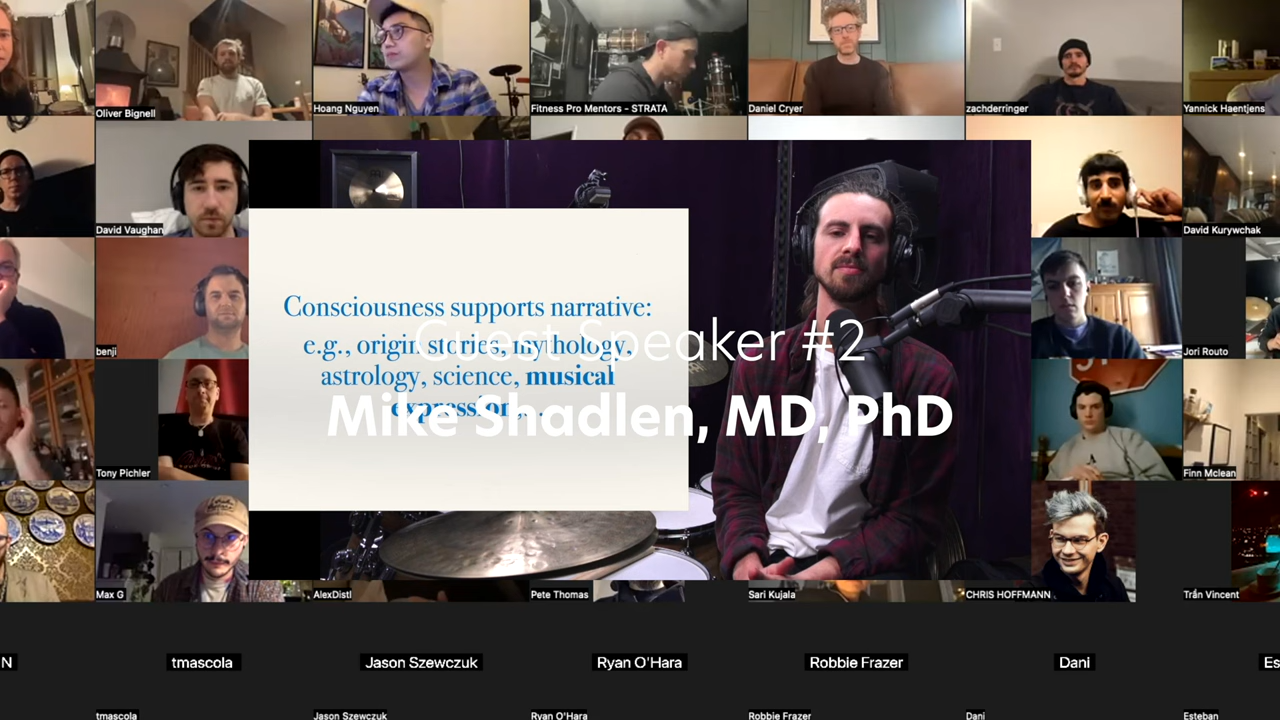 Oliver Bignell
Hoang Nguyen
Fitness Pro Mentors - STRATA
Daniel Cryer
zachderringer
Yannick Haentjens
David Vaughan
David Kurywchak
Consciousness supports narrative:
e.g., origin stories, mythology,
astrology, science, musical
expression, ...
Guest Speaker #2
Mike Shadlen, MD, PhD
benji
Jori Routo
Tony Pichler
Finn Mclean
Max G
AlexDistl
Pete Thomas
Sari Kujala
CHRIS HOFFMANN
Trần Vincent
N
tmascola
Jason Szewczuk
Ryan O'Hara
Robbie Frazer
Dani
Es
tmascola
Jason Szewczuk
Ryan O'Hara
Robbie Frazer
Dani
Esteban